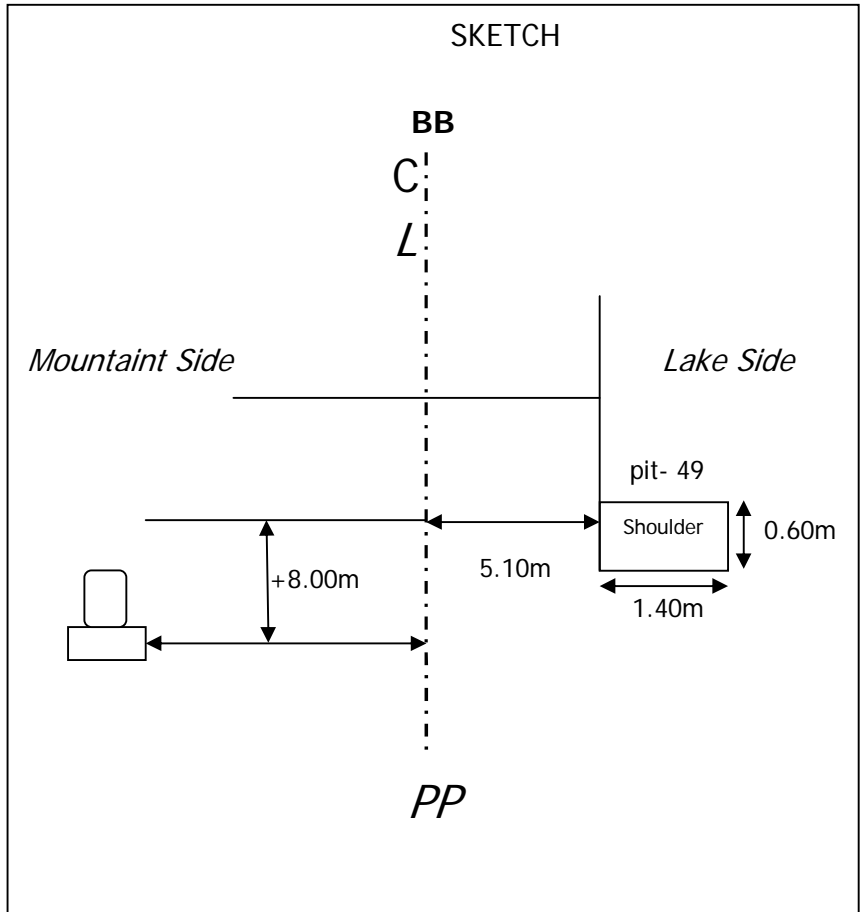 SKETCH
BB
C
L
Mountaint Side
Lake Side
pit- 49
Shoulder
0.60m
5.10m
+8.00m
1.40m
PP